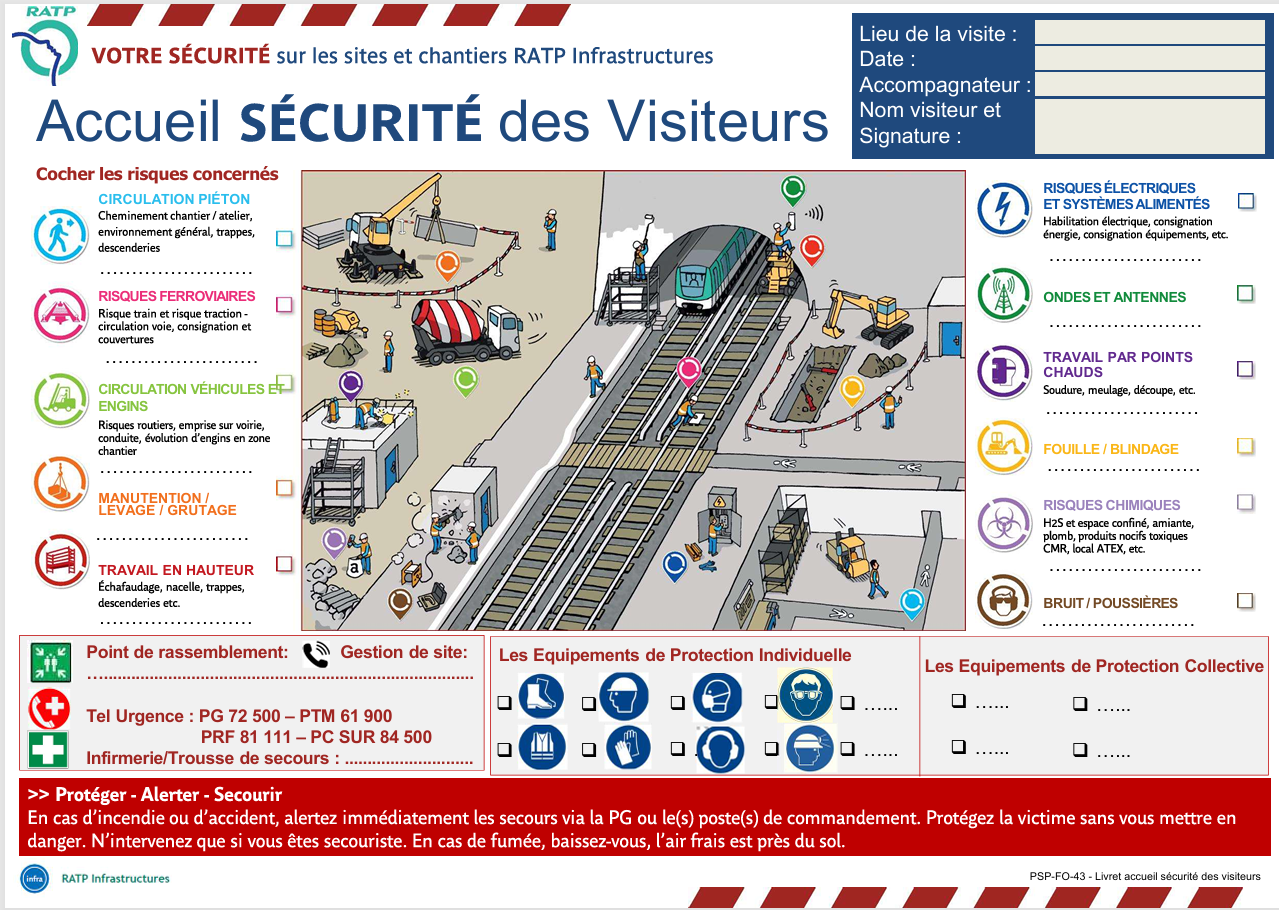 RATP
VOTRE SÉCURITÉ sur les sites et chantiers RATP Infrastructures
Accueil SÉCURITÉ des Visiteurs
Lieu de la visite :
Date :
Accompagnateur :
Nom visiteur et
Signature :
Cocher les risques concernés
CIRCULATION PIÉTON
Cheminement chantier / atelier,
environnement général, trappes,
descenderies
..........................
RISQUES FERROVIAIRES
Risque train et risque traction -
circulation voie, consignation et
couvertures
..........................
CIRCULATION VÉHICULES ET
ENGINS
Risques routiers, emprise sur voirie,
conduite, évolution d'engins en zone
chantier
..........................
MANUTENTION /
LEVAGE / GRUTAGE
..........................
TRAVAIL EN HAUTEUR
Échafaudage, nacelle, trappes,
descenderies etc.
..........................
a
RISQUES ÉLECTRIQUES
ET SYSTÈMES ALIMENTÉS
Habilitation électrique, consignation
énergie, consignation équipements, etc.
..........................
ONDES ET ANTENNES
..........................
TRAVAIL PAR POINTS
CHAUDS
Soudure, meulage, découpe, etc.
..........................
FOUILLE / BLINDAGE
..........................
RISQUES CHIMIQUES
H2S et espace confiné, amiante,
plomb, produits nocifs toxiques
CMR, local ATEX, etc.
..........................
BRUIT / POUSSIÈRES
..........................
Point de rassemblement: Gestion de site:
....................................................................................
Tel Urgence : PG 72 500 – PTM 61 900
PRF 81 111 – PC SUR 84 500
Infirmerie/Trousse de secours : ............................
Les Equipements de Protection Individuelle
❑ ❑ ❑ ❑ ❑ ……
❑ ❑ ❑ ❑ ❑ ……
Les Equipements de Protection Collective
❑ …… ❑ ……
❑ …… ❑ ……
>> Protéger - Alerter - Secourir
En cas d'incendie ou d'accident, alertez immédiatement les secours via la PG ou le(s) poste(s) de commandement. Protégez la victime sans vous mettre en
danger. N'intervenez que si vous êtes secouriste. En cas de fumée, baissez-vous, l'air frais est près du sol.
infra RATP Infrastructures
PSP-FO-43 - Livret accueil sécurité des visiteurs